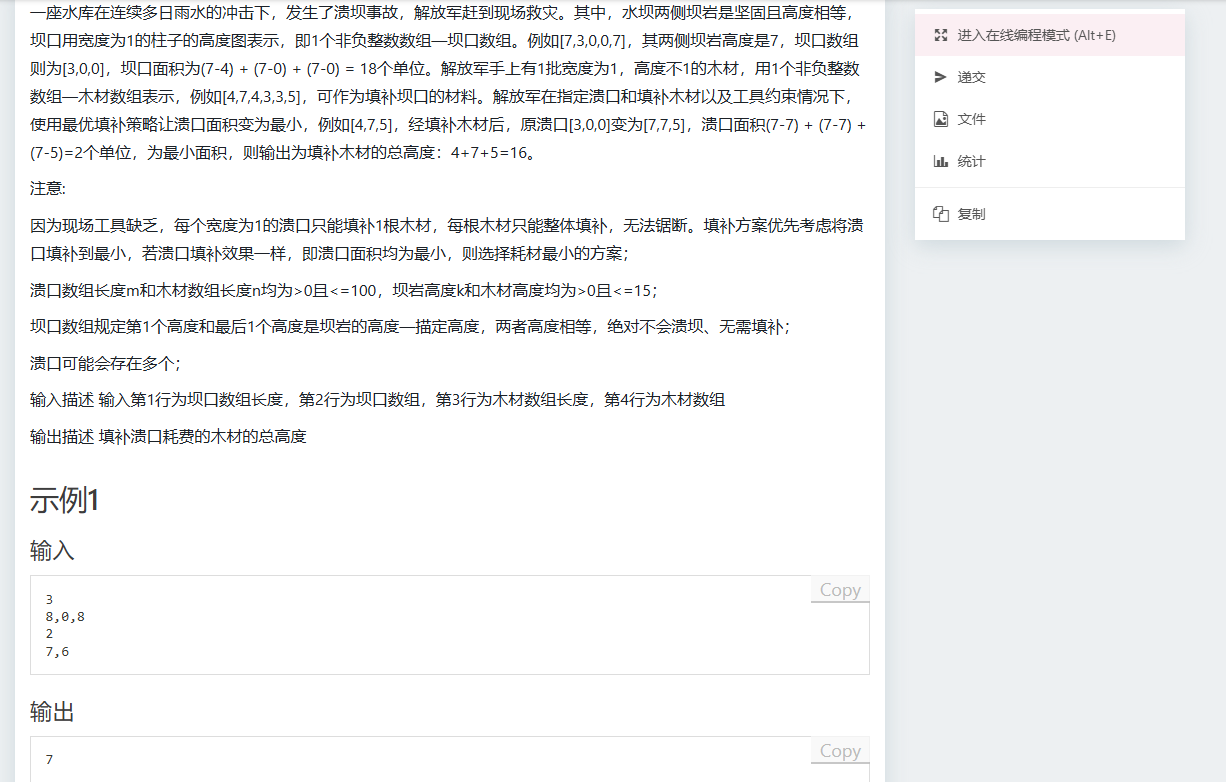 一座水库在连续多日雨水的冲击下，发生了溃坝事故，解放军赶到现场救灾。其中，水坝两侧坝岩是坚固且高度相等，
坝口用宽度为1的柱子的高度图表示，即1个非负整数数组—坝口数组。例如[7,3,0,0,7]，其两侧坝岩高度是7，坝口数组
则为[3,0,0]，坝口面积为(7-4) + (7-0) + (7-0) = 18个单位。解放军手上有1批宽度为1，高度不1的木材，用1个非负整数
数组—木材数组表示，例如[4,7,4,3,3,5]，可作为填补坝口的材料。解放军在指定溃口和填补木材以及工具约束情况下，
使用最优填补策略让溃口面积变为最小，例如[4,7,5]，经填补木材后，原溃口[3,0,0]变为[7,7,5]，溃口面积(7-7) + (7-7) +
(7-5)=2个单位，为最小面积，则输出为填补木材的总高度：4+7+5=16。
注意:
因为现场工具缺乏，每个宽度为1的溃口只能填补1根木材，每根木材只能整体填补，无法锯断。填补方案优先考虑将溃
口填补到最小，若溃口填补效果一样，即溃口面积均为最小，则选择耗材最小的方案；
溃口数组长度m和木材数组长度n均为>0且<=100，坝岩高度k和木材高度均为>0且<=15；
坝口数组规定第1个高度和最后1个高度是坝岩的高度—描定高度，两者高度相等，绝对不会溃坝、无需填补；
溃口可能会存在多个；
输入描述 输入第1行为坝口数组长度，第2行为坝口数组，第3行为木材数组长度，第4行为木材数组
输出描述 填补溃口耗费的木材的总高度
示例1
输入
Copy
3
8,0,8
2
7,6
输出
Copy
7
进入在线编程模式 (Alt+E)
递交
文件
统计
复制